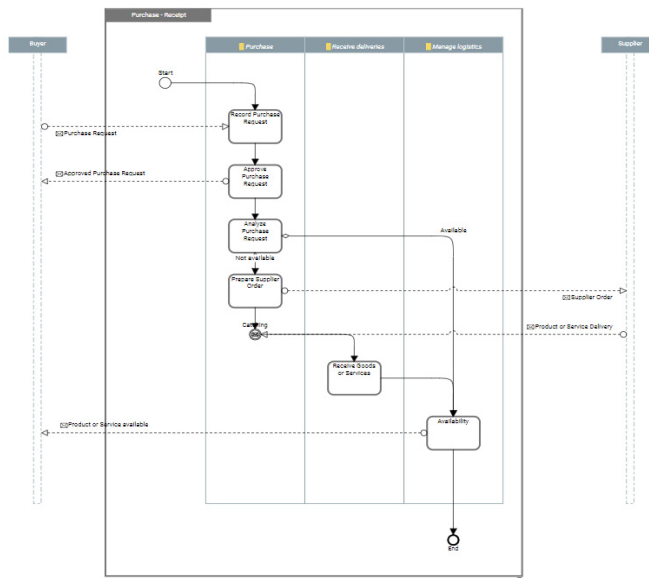 Purchase - Receipt
Buyer
Purchase
Receive deliveries
Manage logistics
Supplier
Start
Record Purchase
Request
Purchase Request
Approve
Purchase
Request
Approved Purchase Request
Analyze
Purchase
Request
Available
Not available
Prepare Supplier
Order
Supplier Order
Product or Service Delivery
Receive Goods
or Services
Availability
Product or Service available
End